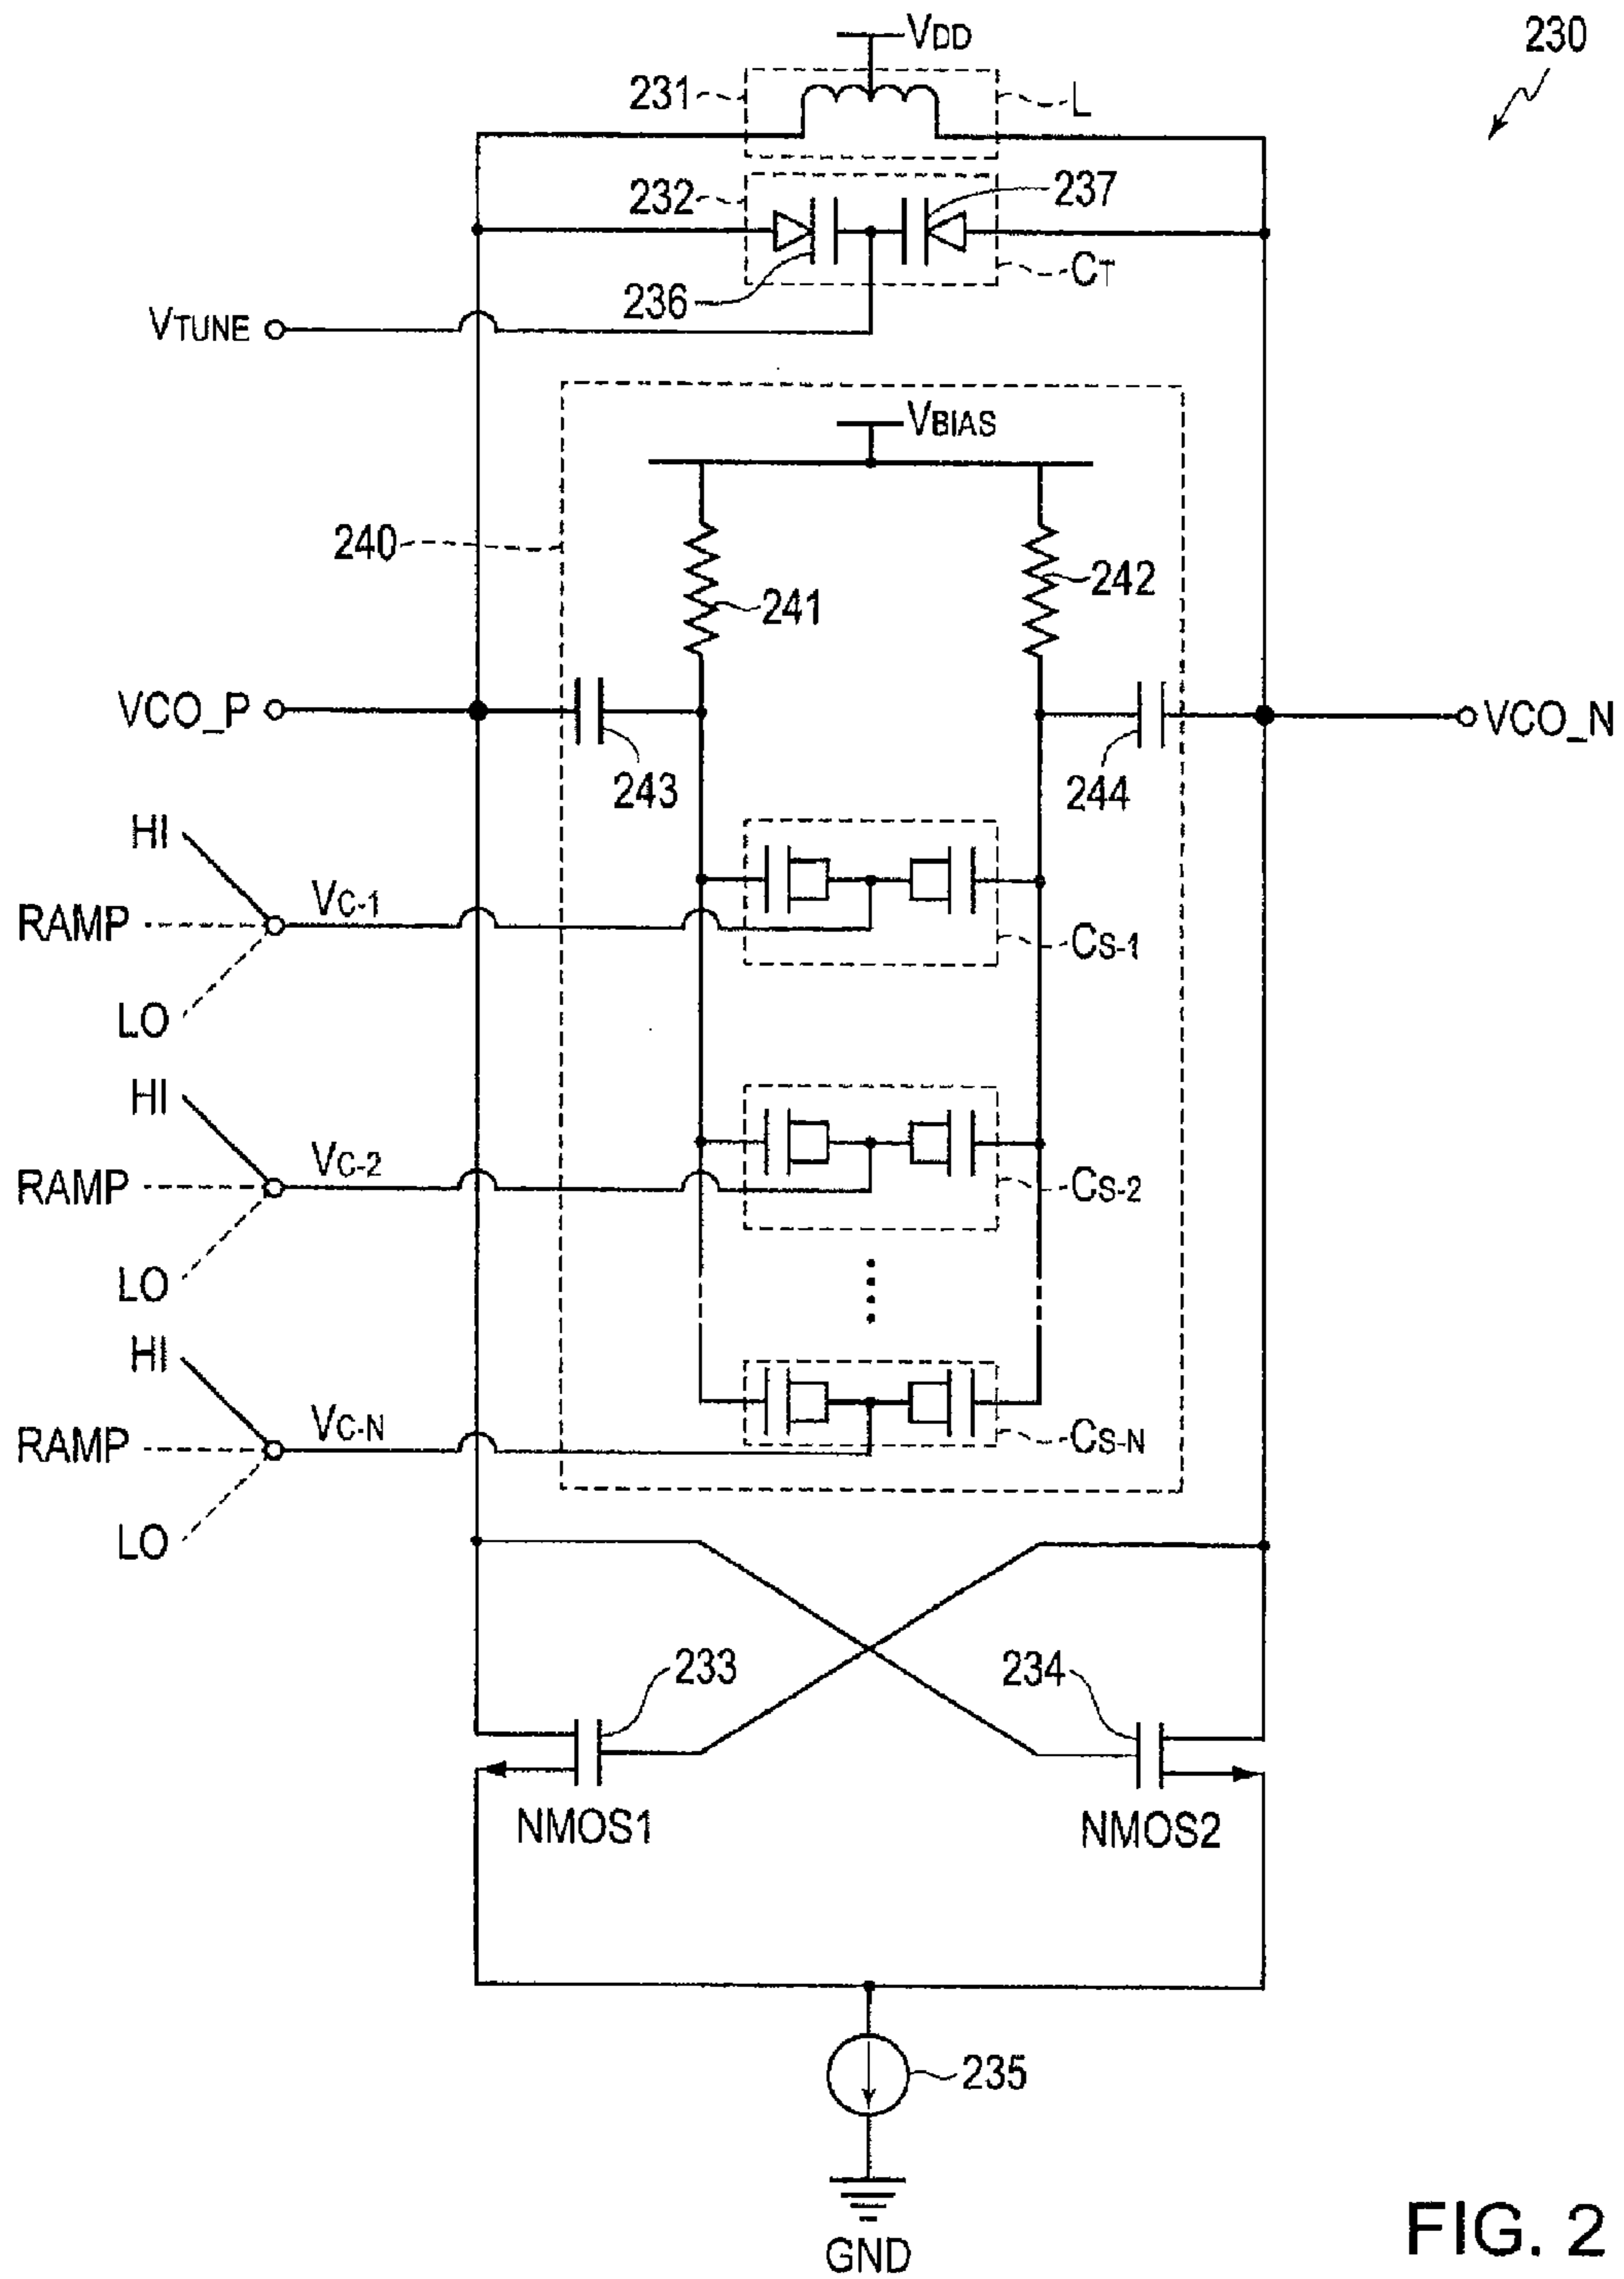 VDD
230
231
L
232
237
236
CT
VTUNE
VBIAS
240
241
242
VCO_P
VCO_N
243
244
HI
VC-1
RAMP
CS-1
LO
HI
VC-2
RAMP
CS-2
LO
HI
VC-N
RAMP
CS-N
LO
233
234
NMOS1
NMOS2
235
GND
FIG. 2